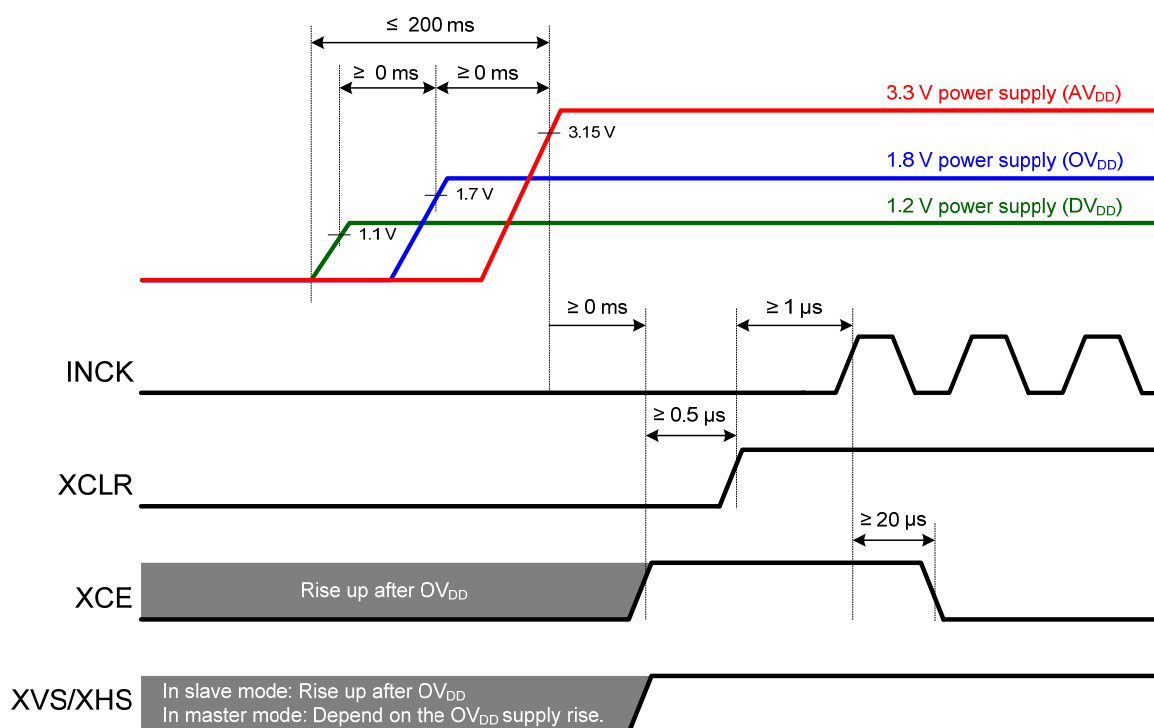 ≤ 200 ms
≥ 0 ms
≥ 0 ms
3.3 V power supply (AVDD)
3.15 V
1.8 V power supply (OVDD)
1.7 V
1.2 V power supply (DVDD)
1.1 V
≥ 0 ms
≥ 1 µs
INCK
≥ 0.5 µs
XCLR
≥ 20 µs
XCE
Rise up after OVDD
XVS/XHS
In slave mode: Rise up after OVDD
In master mode: Depend on the OVDD supply rise.